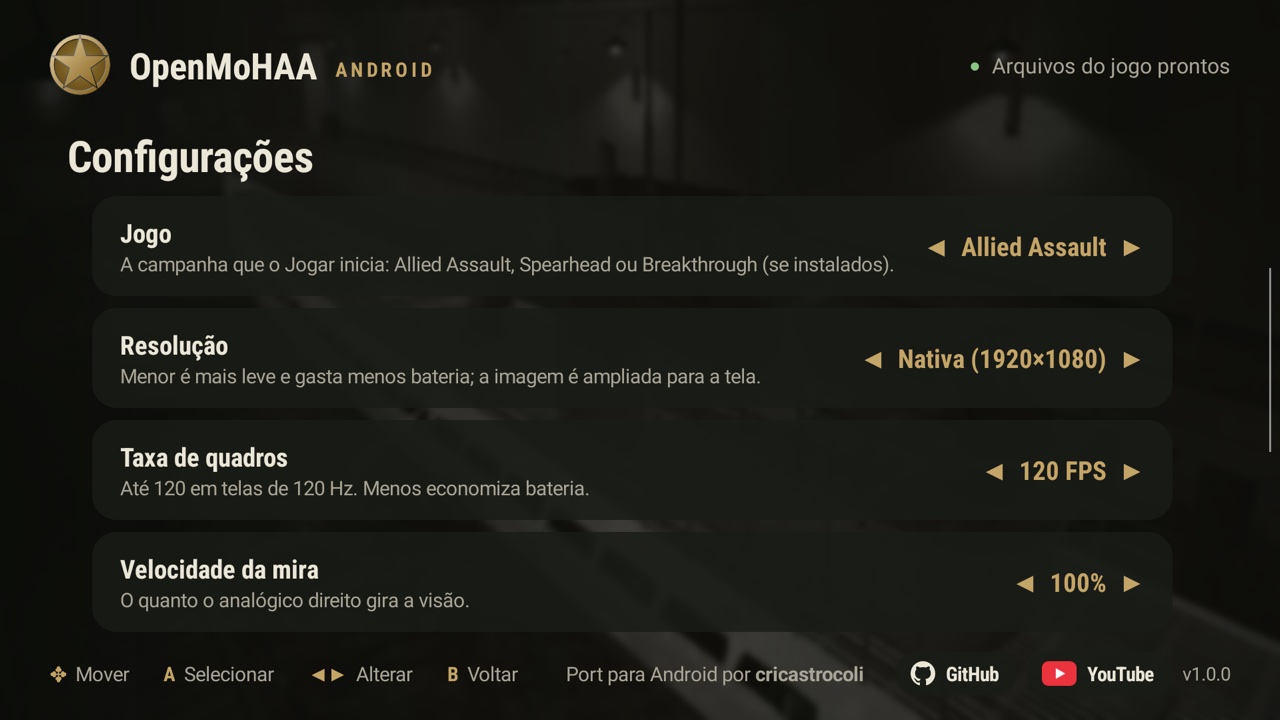 OpenMoHAA ANDROID
Arquivos do jogo prontos
Configurações
Jogo
A campanha que o Jogar inicia: Allied Assault, Spearhead ou Breakthrough (se instalados).
◀ Allied Assault ▶
Resolução
Menor é mais leve e gasta menos bateria; a imagem é ampliada para a tela.
◀ Nativa (1920×1080) ▶
Taxa de quadros
Até 120 em telas de 120 Hz. Menos economiza bateria.
◀ 120 FPS ▶
Velocidade da mira
O quanto o analógico direito gira a visão.
◀ 100% ▶
Mover A Selecionar ◀ ▶ Alterar B Voltar Port para Android por cricastrocoli GitHub YouTube v1.0.0